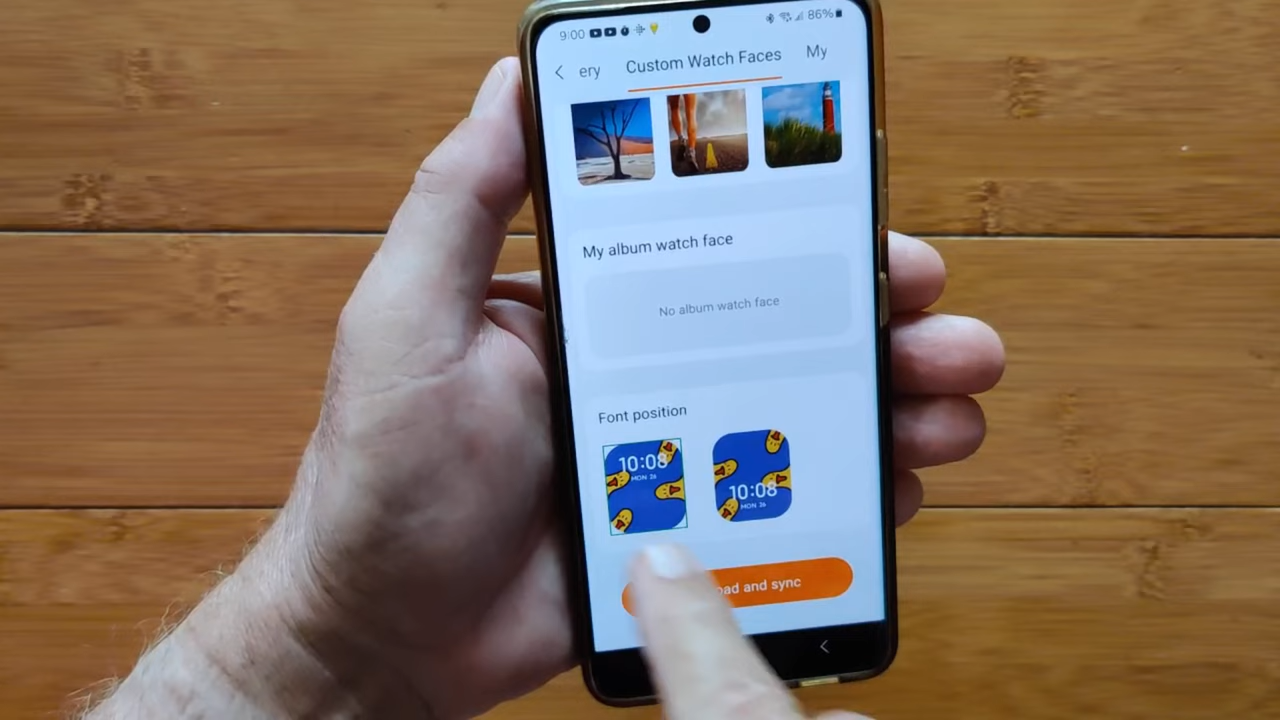 9:00 86%
ery Custom Watch Faces My
My album watch face
No album watch face
Font position
10:08
MON 26
10:08
MON 26
oad and sync